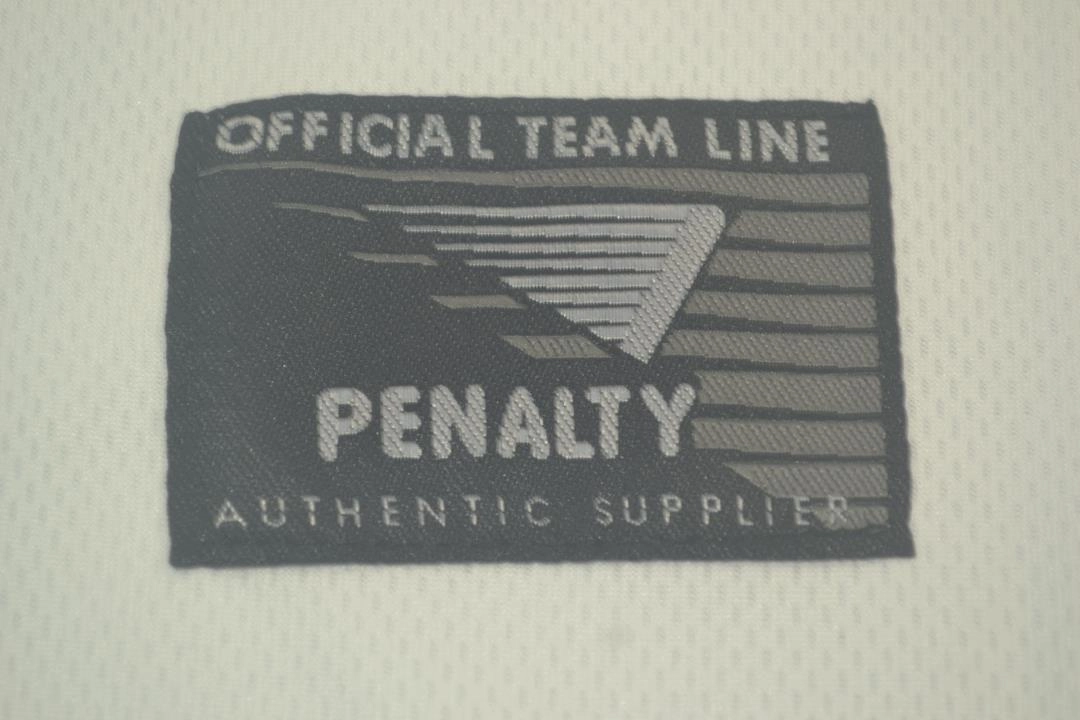 OFFICIAL TEAM LINE
PENALTY
AUTHENTIC SUPPLIER